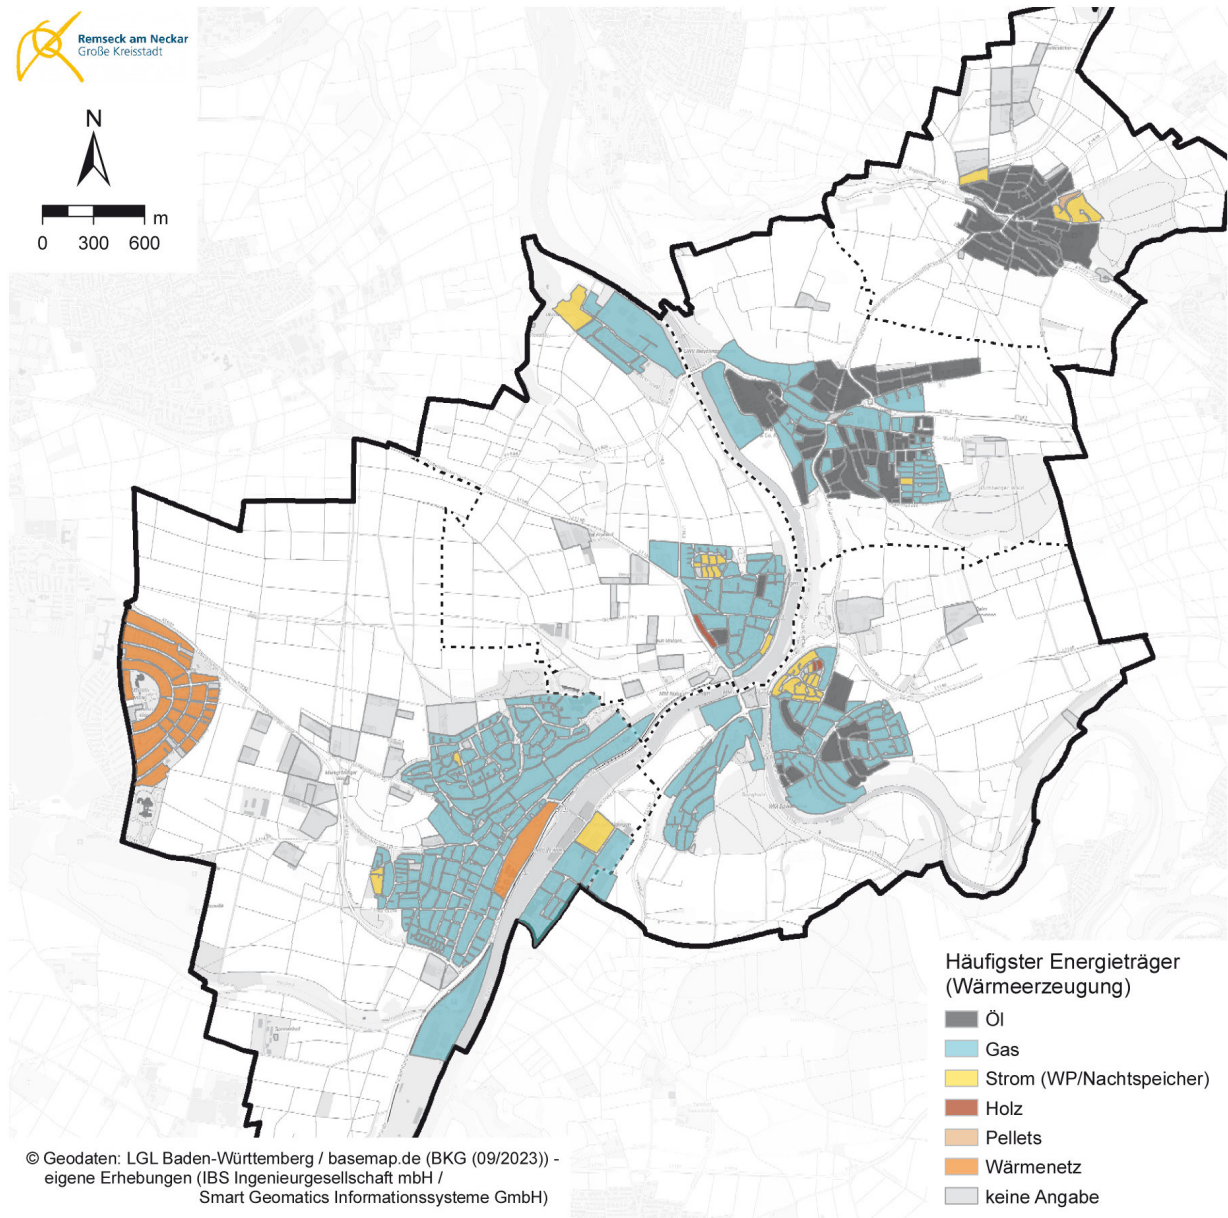 Remseck am Neckar
Große Kreisstadt
N
m
0 300 600
Häufigster Energieträger
(Wärmeerzeugung)
Öl
Gas
Strom (WP/Nachtspeicher)
Holz
Pellets
Wärmenetz
keine Angabe
© Geodaten: LGL Baden-Württemberg / basemap.de (BKG (09/2023)) -
eigene Erhebungen (IBS Ingenieurgesellschaft mbH /
Smart Geomatics Informationssysteme GmbH)